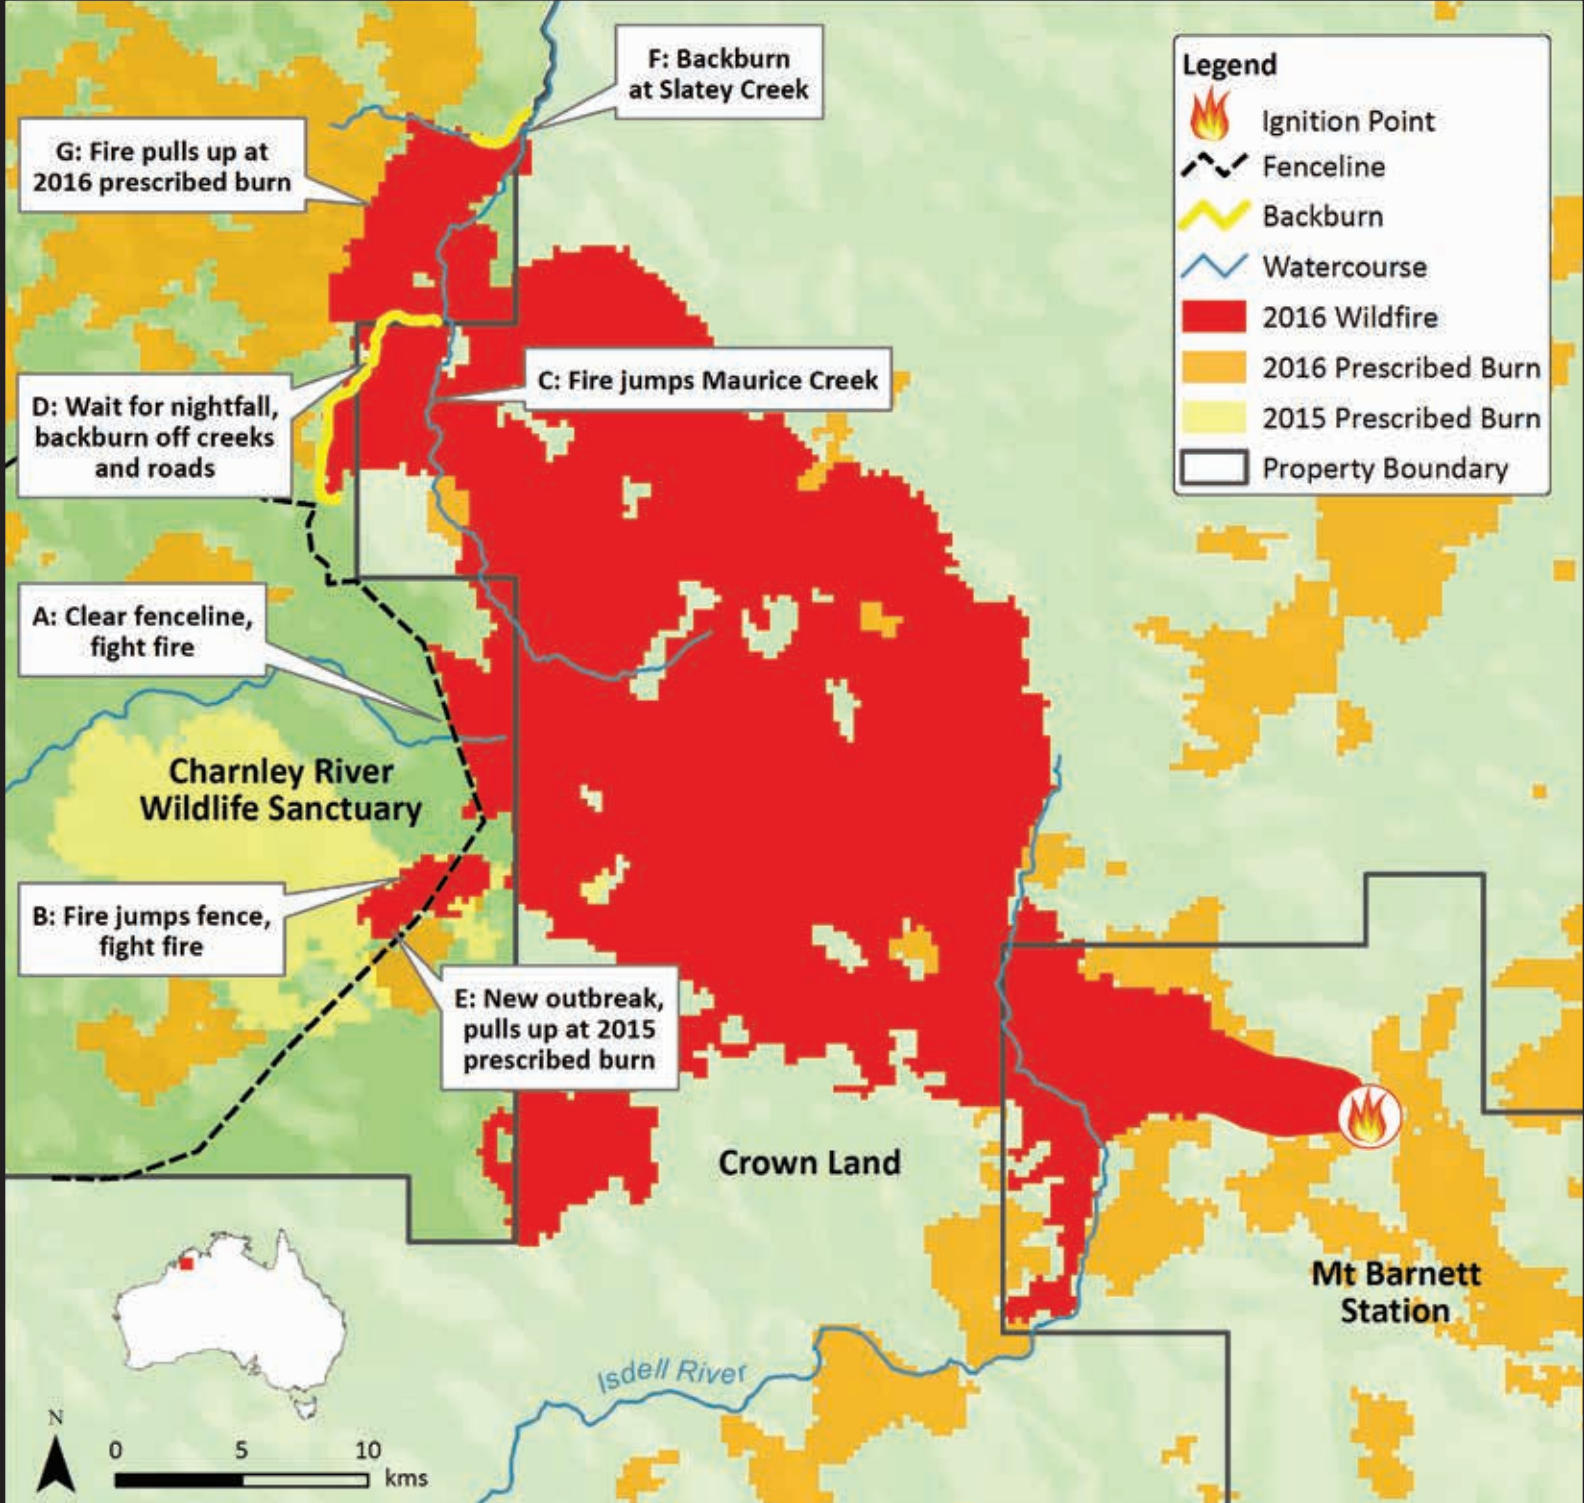 F: Backburn
at Slatey Creek
G: Fire pulls up at
2016 prescribed burn
Legend
Ignition Point
Fenceline
Backburn
Watercourse
2016 Wildfire
2016 Prescribed Burn
2015 Prescribed Burn
Property Boundary
C: Fire jumps Maurice Creek
D: Wait for nightfall,
backburn off creeks
and roads
A: Clear fenceline,
fight fire
Charnley River
Wildlife Sanctuary
B: Fire jumps fence,
fight fire
E: New outbreak,
pulls up at 2015
prescribed burn
Crown Land
Mt Barnett
Station
Isdell River
N
0 5 10
kms